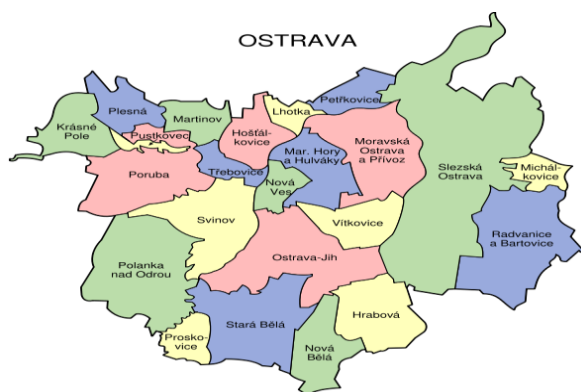 OSTRAVA
Petřkovice
Plesná
Lhotka
Martinov
Krásné
Pole
Pustkovec
Hošťál-
kovice
Mar. Hory
a Hulváky
Moravská
Ostrava
a Přívoz
Poruba
Třebovice
Nová
Ves
Slezská
Ostrava
Michál-
kovice
Svinov
Vítkovice
Radvanice
a Bartovice
Polanka
nad Odrou
Ostrava-Jih
Hrabová
Prosko-
vice
Stará Bělá
Nová
Bělá